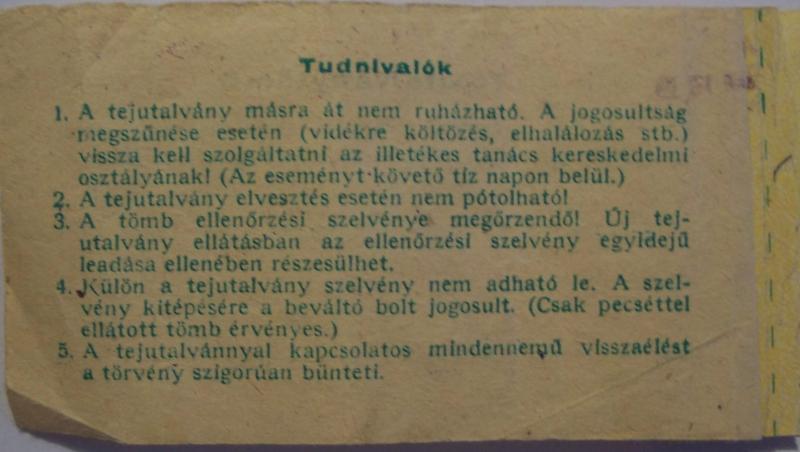 Tudnivalók
1. A tejutalvány másra át nem ruházható. A jogosultság
megszűnése esetén (vidékre költözés, elhalálozás stb.)
vissza kell szolgáltatni az illetékes tanács kereskedelmi
osztályának! (Az eseményt követő tíz napon belül.)
2. A tejutalvány elvesztés esetén nem pótolható!
3. A tömb ellenőrzési szelvénye megőrzendő! Új tej-
utalvány ellátásban az ellenőrzési szelvény egyidejű
leadása ellenében részesülhet.
4. Külön a tejutalvány szelvény nem adható le. A szel-
vény kitépésére a beváltó bolt jogosult. (Csak pecséttel
ellátott tömb érvényes.)
5. A tejutalvánnyal kapcsolatos mindennemű visszaélést
a törvény szigorúan bünteti.